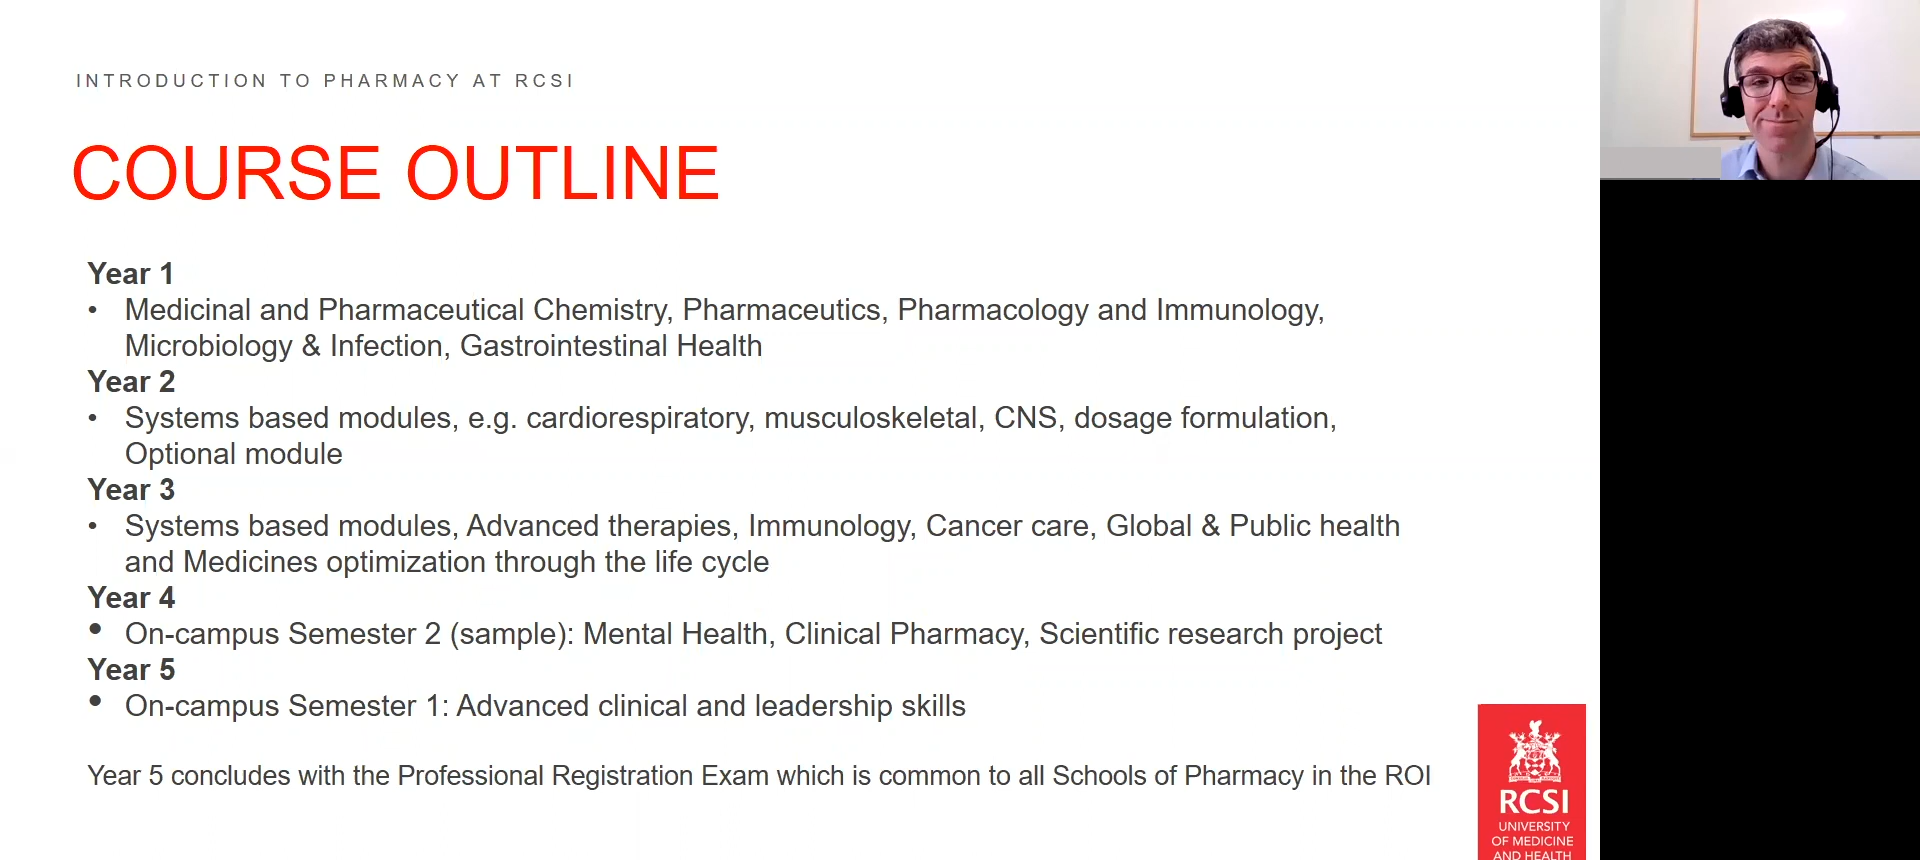 INTRODUCTION TO PHARMACY AT RCSI
COURSE OUTLINE
Year 1
• Medicinal and Pharmaceutical Chemistry, Pharmaceutics, Pharmacology and Immunology,
Microbiology & Infection, Gastrointestinal Health
Year 2
• Systems based modules, e.g. cardiorespiratory, musculoskeletal, CNS, dosage formulation,
Optional module
Year 3
• Systems based modules, Advanced therapies, Immunology, Cancer care, Global & Public health
and Medicines optimization through the life cycle
Year 4
• On-campus Semester 2 (sample): Mental Health, Clinical Pharmacy, Scientific research project
Year 5
• On-campus Semester 1: Advanced clinical and leadership skills
Year 5 concludes with the Professional Registration Exam which is common to all Schools of Pharmacy in the ROI
RCSI
UNIVERSITY
OF MEDICINE
AND HEALTH